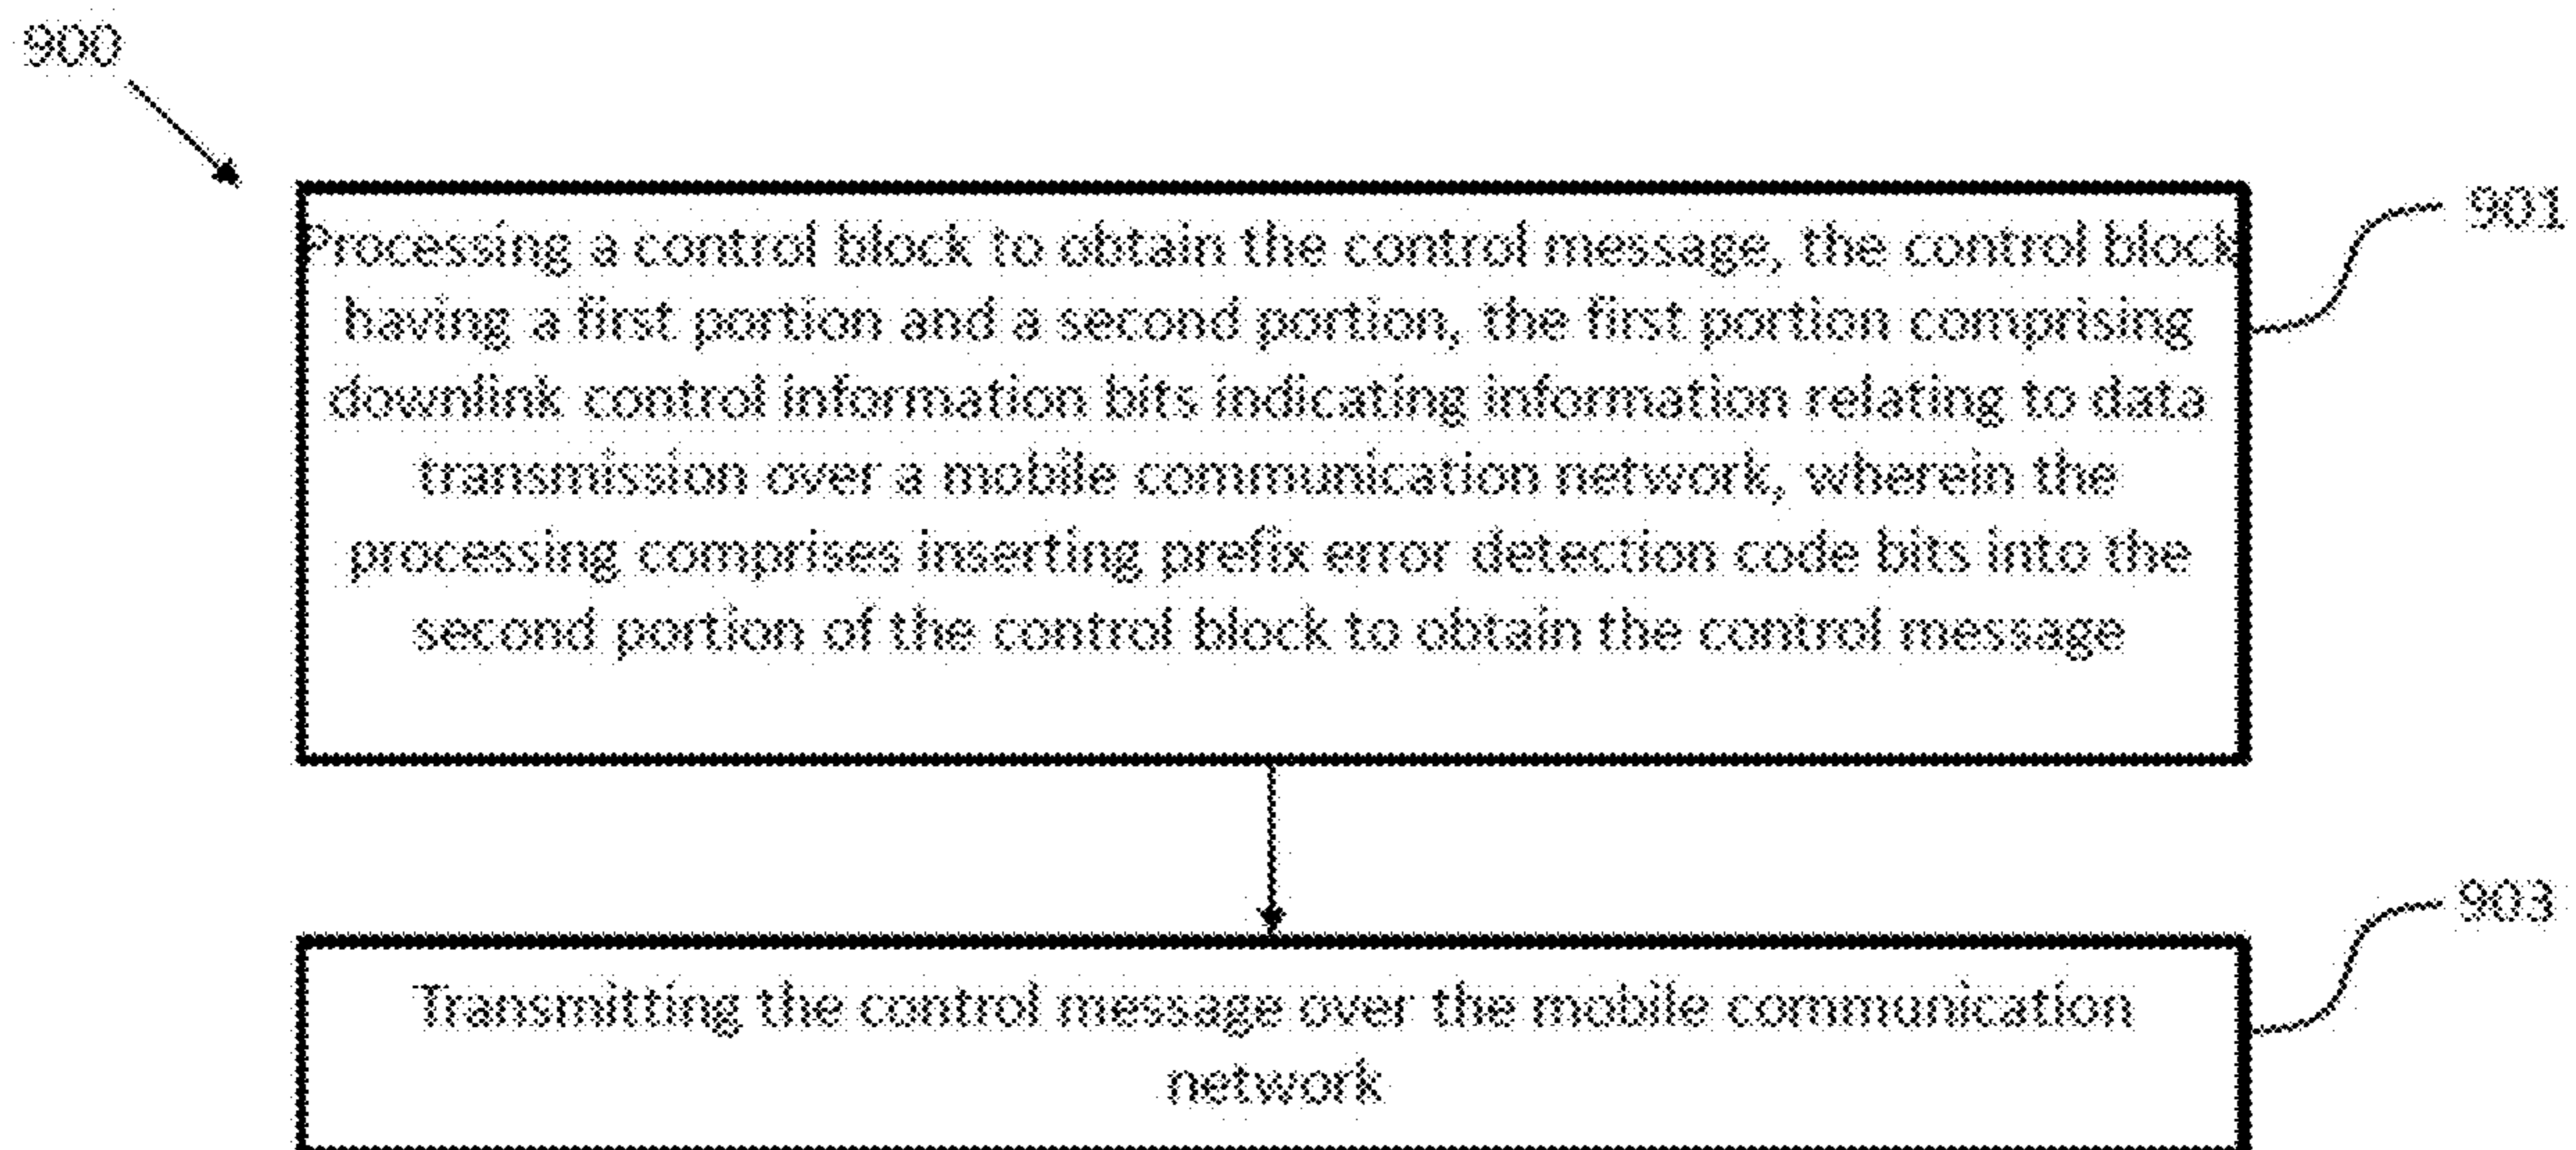 900
901
Processing a control block to obtain the control message, the control block
having a first portion and a second portion, the first portion comprising
downlink control information bits indicating information relating to data
transmission over a mobile communication network, wherein the
processing comprises inserting prefix error detection code bits into the
second portion of the control block to obtain the control message
903
Transmitting the control message over the mobile communication
network